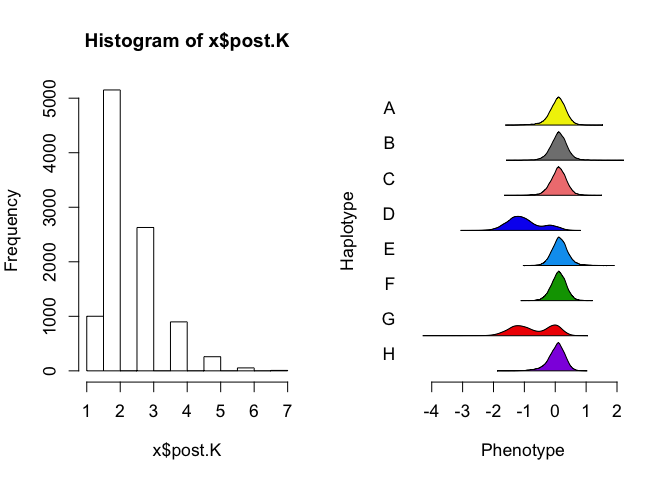 Histogram of x$post.K
Frequency
5000
4000
3000
2000
1000
0
1 2 3 4 5 6 7
x$post.K
Haplotype
A
B
C
D
E
F
G
H
-4 -3 -2 -1 0 1 2
Phenotype